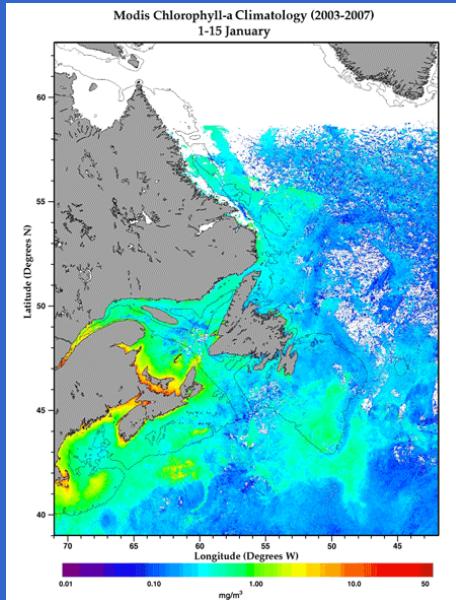 Modis Chlorophyll-a Climatology (2003-2007)
1-15 January
Latitude (Degrees N)
60
55
50
45
40
70 65 60 55 50 45
Longitude (Degrees W)
0.01 0.10 1.00 10.0 50
mg/m³